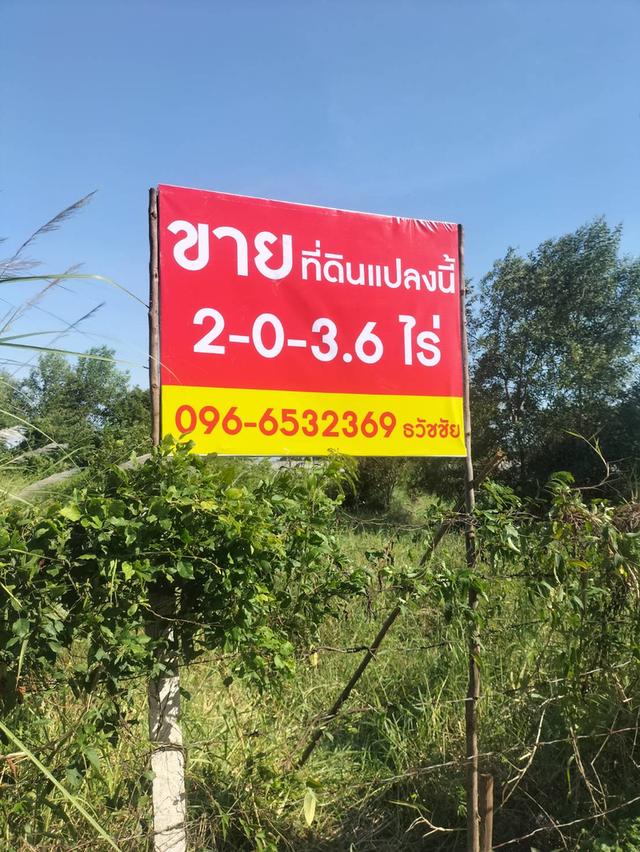 ขายที่ดินแปลงนี้
2-0-3.6 ไร่
096-6532369 ธวัชชัย